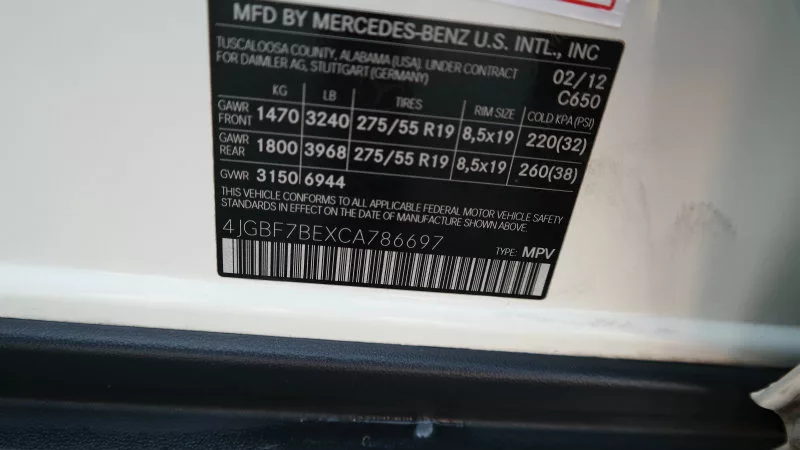 MFD BY MERCEDES-BENZ U.S. INTL., INC
TUSCALOOSA COUNTY, ALABAMA (USA), UNDER CONTRACT 02/12
FOR DAIMLER AG, STUTTGART (GERMANY) C650
KG LB TIRES RIM SIZE COLD KPA (PSI)
GAWR FRONT 1470 3240 275/55 R19 8,5x19 220(32)
GAWR REAR 1800 3968 275/55 R19 8,5x19 260(38)
GVWR 3150 6944
THIS VEHICLE CONFORMS TO ALL APPLICABLE FEDERAL MOTOR VEHICLE SAFETY
STANDARDS IN EFFECT ON THE DATE OF MANUFACTURE SHOWN ABOVE.
4JGBF7BEXCA786697 TYPE: MPV